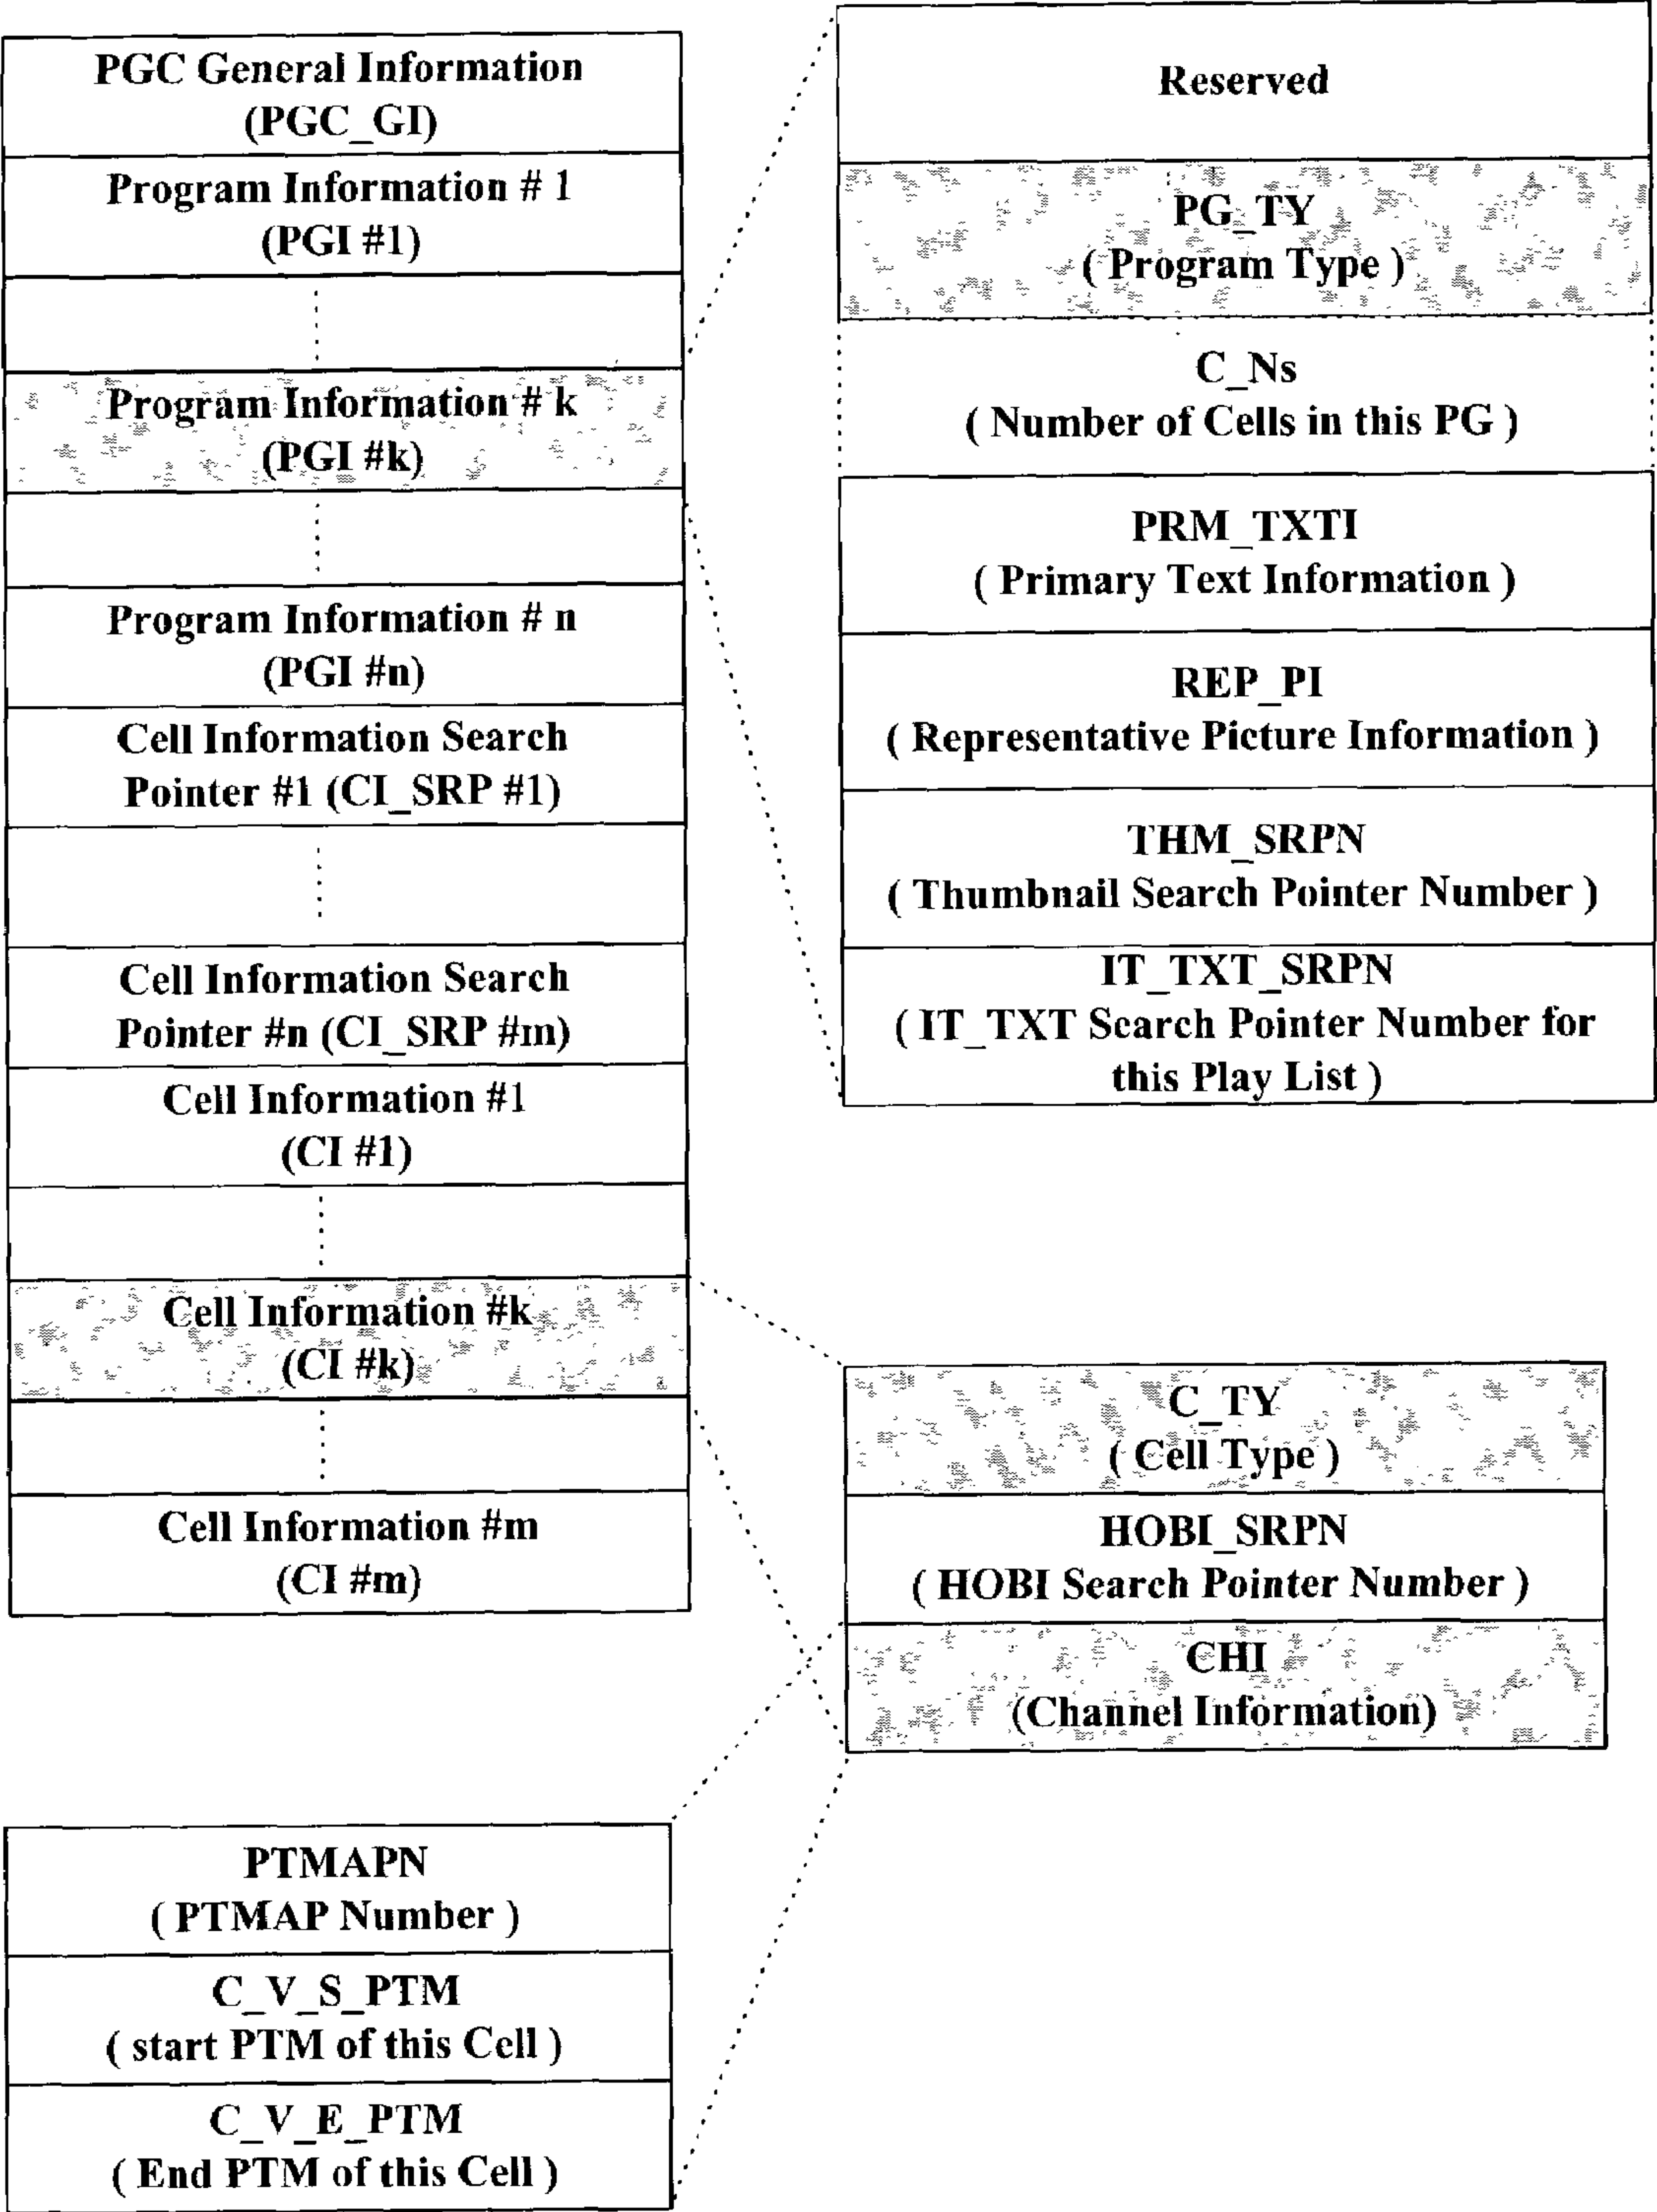 PGC General Information
(PGC_GI)
Program Information # 1
(PGI #1)
Program Information # k
(PGI #k)
Program Information # n
(PGI #n)
Cell Information Search
Pointer #1 (CI_SRP #1)
Cell Information Search
Pointer #n (CI_SRP #m)
Cell Information #1
(CI #1)
Cell Information #k
(CI #k)
Cell Information #m
(CI #m)
Reserved
PG_TY
( Program Type )
C_Ns
( Number of Cells in this PG )
PRM_TXTI
( Primary Text Information )
REP_PI
( Representative Picture Information )
THM_SRPN
( Thumbnail Search Pointer Number )
IT_TXT_SRPN
( IT_TXT Search Pointer Number for
this Play List )
C_TY
( Cell Type )
HOBI_SRPN
( HOBI Search Pointer Number )
CHI
(Channel Information)
PTMAPN
( PTMAP Number )
C_V_S_PTM
( start PTM of this Cell )
C_V_E_PTM
( End PTM of this Cell )